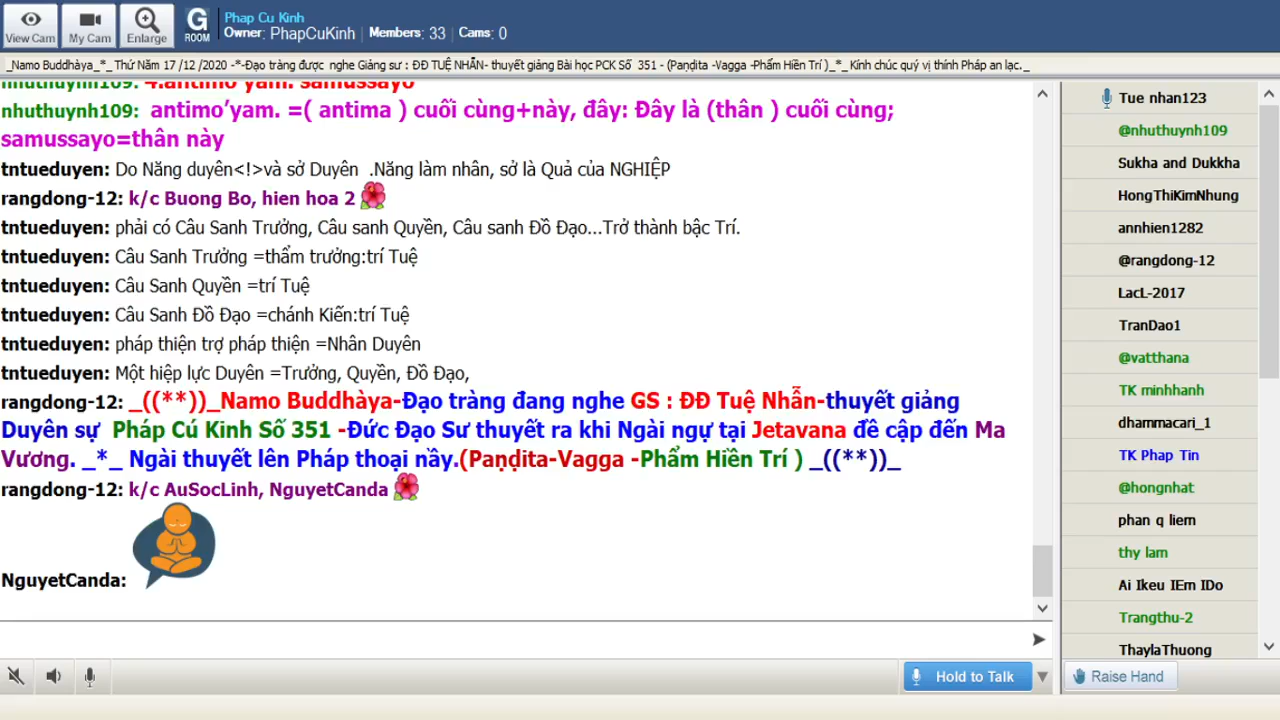 View Cam
My Cam
Enlarge
G
ROOM
Phap Cu Kinh
Owner: PhapCuKinh Members: 33 Cams: 0
_Namo Buddhàya_*_ Thứ Năm 17 /12 /2020 -*-Đạo tràng được nghe Giảng sư : ĐĐ TUỆ NHẪN- thuyết giảng Bài học PCK Số 351 - (Paṇḍita -Vagga -Phẩm Hiền Trí )_*_ Kính chúc quý vị thính Pháp an lạc._
nhuthuynh109: 4.antimo'yam. samussayo
nhuthuynh109: antimo’yam. =( antima ) cuối cùng+này, đây: Đây là (thân ) cuối cùng;
samussayo=thân này
tntueduyen: Do Năng duyên<!>và sở Duyên .Năng làm nhân, sở là Quả của NGHIỆP
rangdong-12: k/c Buong Bo, hien hoa 2
tntueduyen: phải có Câu Sanh Trưởng, Câu sanh Quyền, Câu sanh Đồ Đạo...Trở thành bậc Trí.
tntueduyen: Câu Sanh Trưởng =thẩm trưởng:trí Tuệ
tntueduyen: Câu Sanh Quyền =trí Tuệ
tntueduyen: Câu Sanh Đồ Đạo =chánh Kiến:trí Tuệ
tntueduyen: pháp thiện trợ pháp thiện =Nhân Duyên
tntueduyen: Một hiệp lực Duyên =Trưởng, Quyền, Đồ Đạo,
rangdong-12: _((**))_Namo Buddhàya-Đạo tràng đang nghe GS : ĐĐ Tuệ Nhẫn-thuyết giảng
Duyên sự Pháp Cú Kinh Số 351 -Đức Đạo Sư thuyết ra khi Ngài ngự tại Jetavana đề cập đến Ma
Vương. _*_ Ngài thuyết lên Pháp thoại nầy.(Paṇḍita-Vagga -Phẩm Hiền Trí ) _((**))_
rangdong-12: k/c AuSocLinh, NguyetCanda
NguyetCanda:
Tue nhan123
@nhuthuynh109
Sukha and Dukkha
HongThiKimNhung
annhien1282
@rangdong-12
LacL-2017
TranDao1
@vatthana
TK minhhanh
dhammacari_1
TK Phap Tin
@hongnhat
phan q liem
thy lam
Ai Ikeu IEm IDo
Trangthu-2
ThaylaThuong
Hold to Talk
Raise Hand